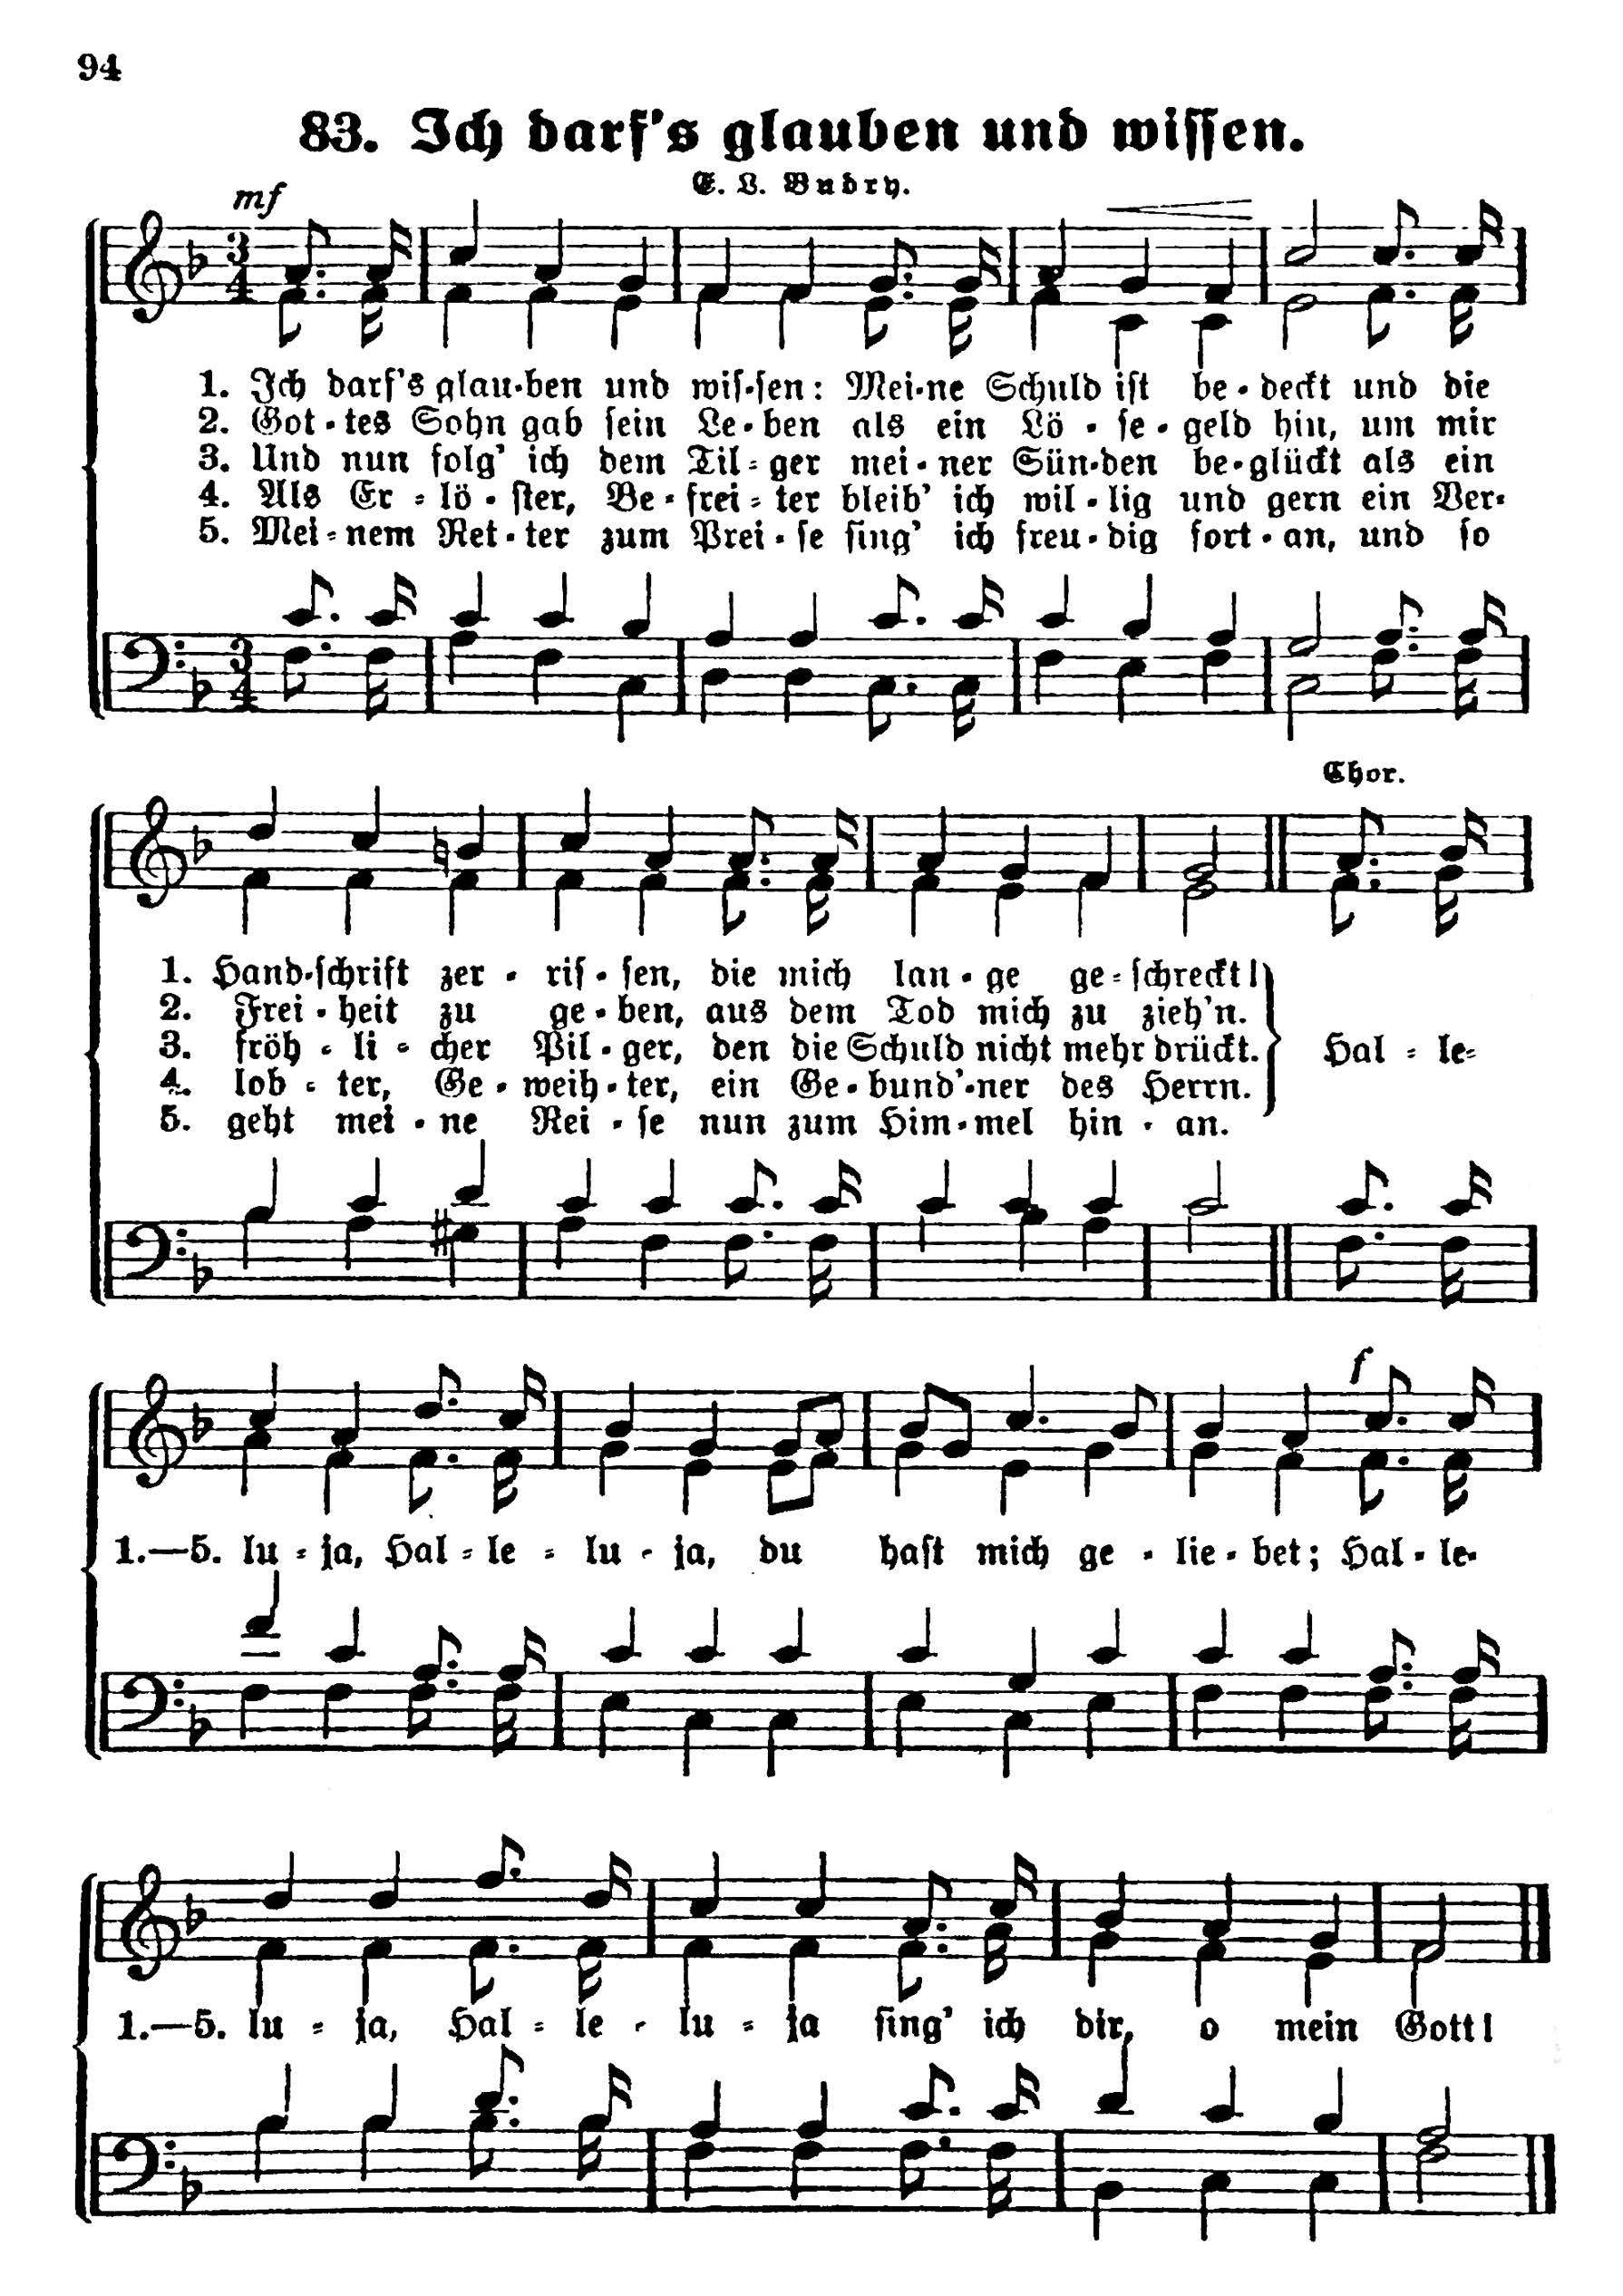 94
83. Ich darf's glauben und wissen.
E. L. Budry.
mf
1. Ich darf's glau-ben und wis-sen: Mei-ne Schuld ist be-deckt und die
2. Got-tes Sohn gab sein Le-ben als ein Lö-se-geld hin, um mir
3. Und nun folg' ich dem Til-ger mei-ner Sün-den be-glückt als ein
4. Als Er-lö-ster, Be-frei-ter bleib' ich wil-lig und gern ein Ver-
5. Mei-nem Ret-ter zum Prei-se sing' ich freu-dig fort-an, und so
Chor.
1. Hand-schrift zer-ris-sen, die mich lan-ge ge-schreckt!
2. Frei-heit zu ge-ben, aus dem Tod mich zu zieh'n.
3. fröh-li-cher Pil-ger, den die Schuld nicht mehr drückt. Hal-le-
4. lob-ter, Ge-weih-ter, ein Ge-bund'-ner des Herrn.
5. geht mei-ne Rei-se nun zum Him-mel hin-an.
f
1.—5. lu-ja, Hal-le-lu-ja, du hast mich ge-lie-bet; Hal-le-
1.—5. lu-ja, Hal-le-lu-ja sing' ich dir, o mein Gott!